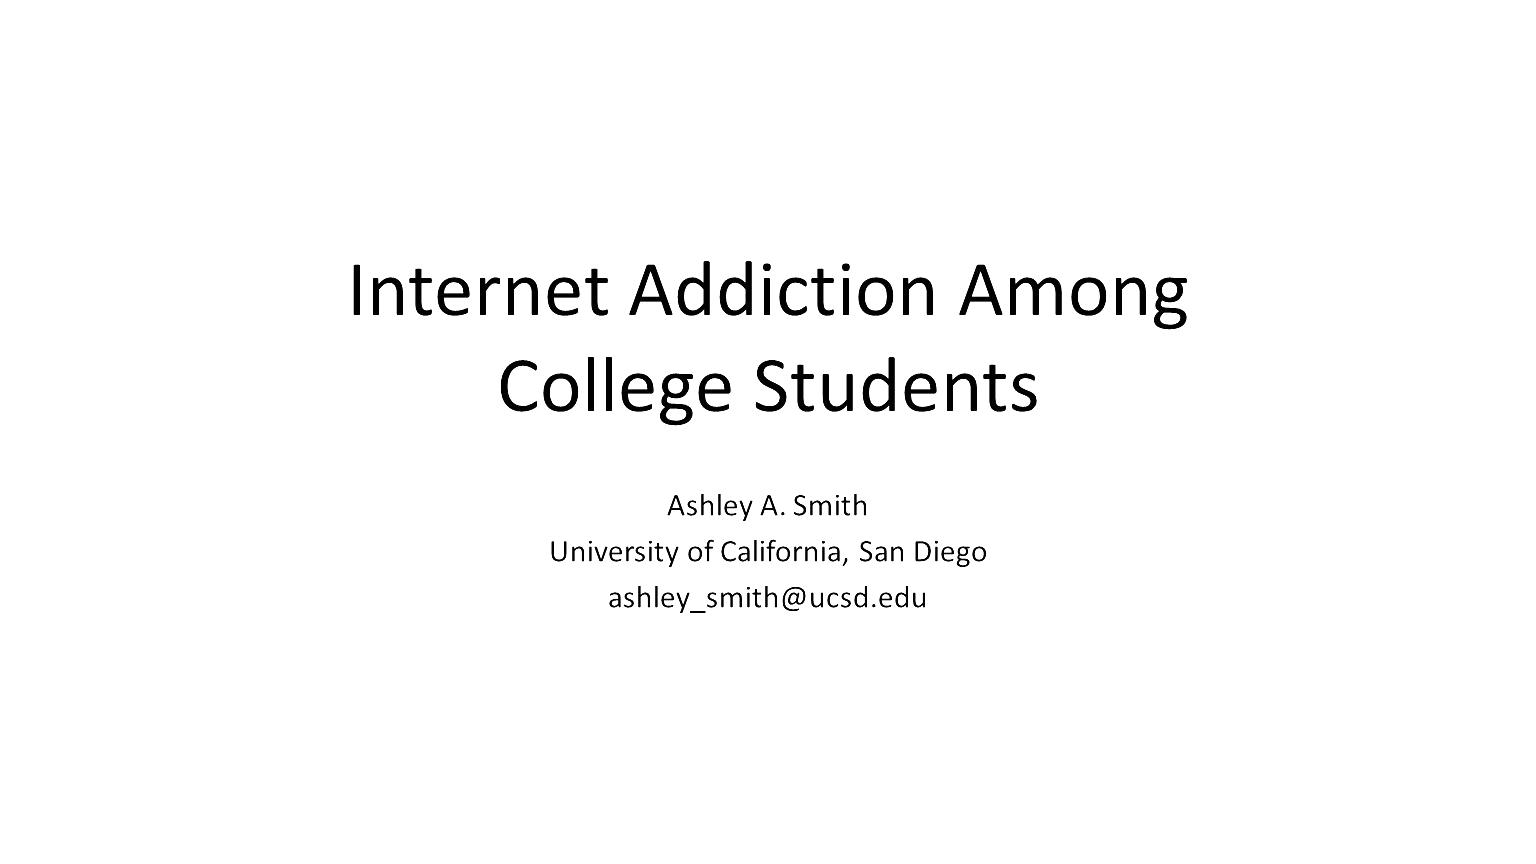 Internet Addiction Among
College Students
Ashley A. Smith
University of California, San Diego
ashley_smith@ucsd.edu